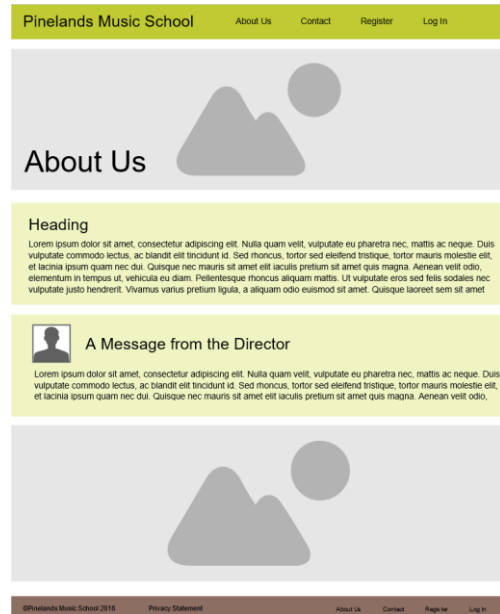 Pinelands Music School About Us Contact Register Log In
About Us
Heading
Lorem ipsum dolor sit amet, consectetur adipiscing elit. Nulla quam velit, vulputate eu pharetra nec, mattis ac neque. Duis
vulputate commodo lectus, ac blandit elit tincidunt id. Sed rhoncus, tortor sed eleifend tristique, tortor mauris molestie elit,
et lacinia ipsum quam nec dui. Quisque nec mauris sit amet elit iaculis pretium sit amet quis magna. Aenean velit odio,
elementum in tempus ut, vehicula eu diam. Pellentesque rhoncus aliquam mattis. Ut vulputate eros sed felis sodales nec
vulputate justo hendrerit. Vivamus varius pretium ligula, a aliquam odio euismod sit amet. Quisque laoreet sem sit amet
A Message from the Director
Lorem ipsum dolor sit amet, consectetur adipiscing elit. Nulla quam velit, vulputate eu pharetra nec, mattis ac neque. Duis
vulputate commodo lectus, ac blandit elit tincidunt id. Sed rhoncus, tortor sed eleifend tristique, tortor mauris molestie elit,
et lacinia ipsum quam nec dui. Quisque nec mauris sit amet elit iaculis pretium sit amet quis magna. Aenean velit odio,
©Pinelands Music School 2016 Privacy Statement About Us Contact Register Log In